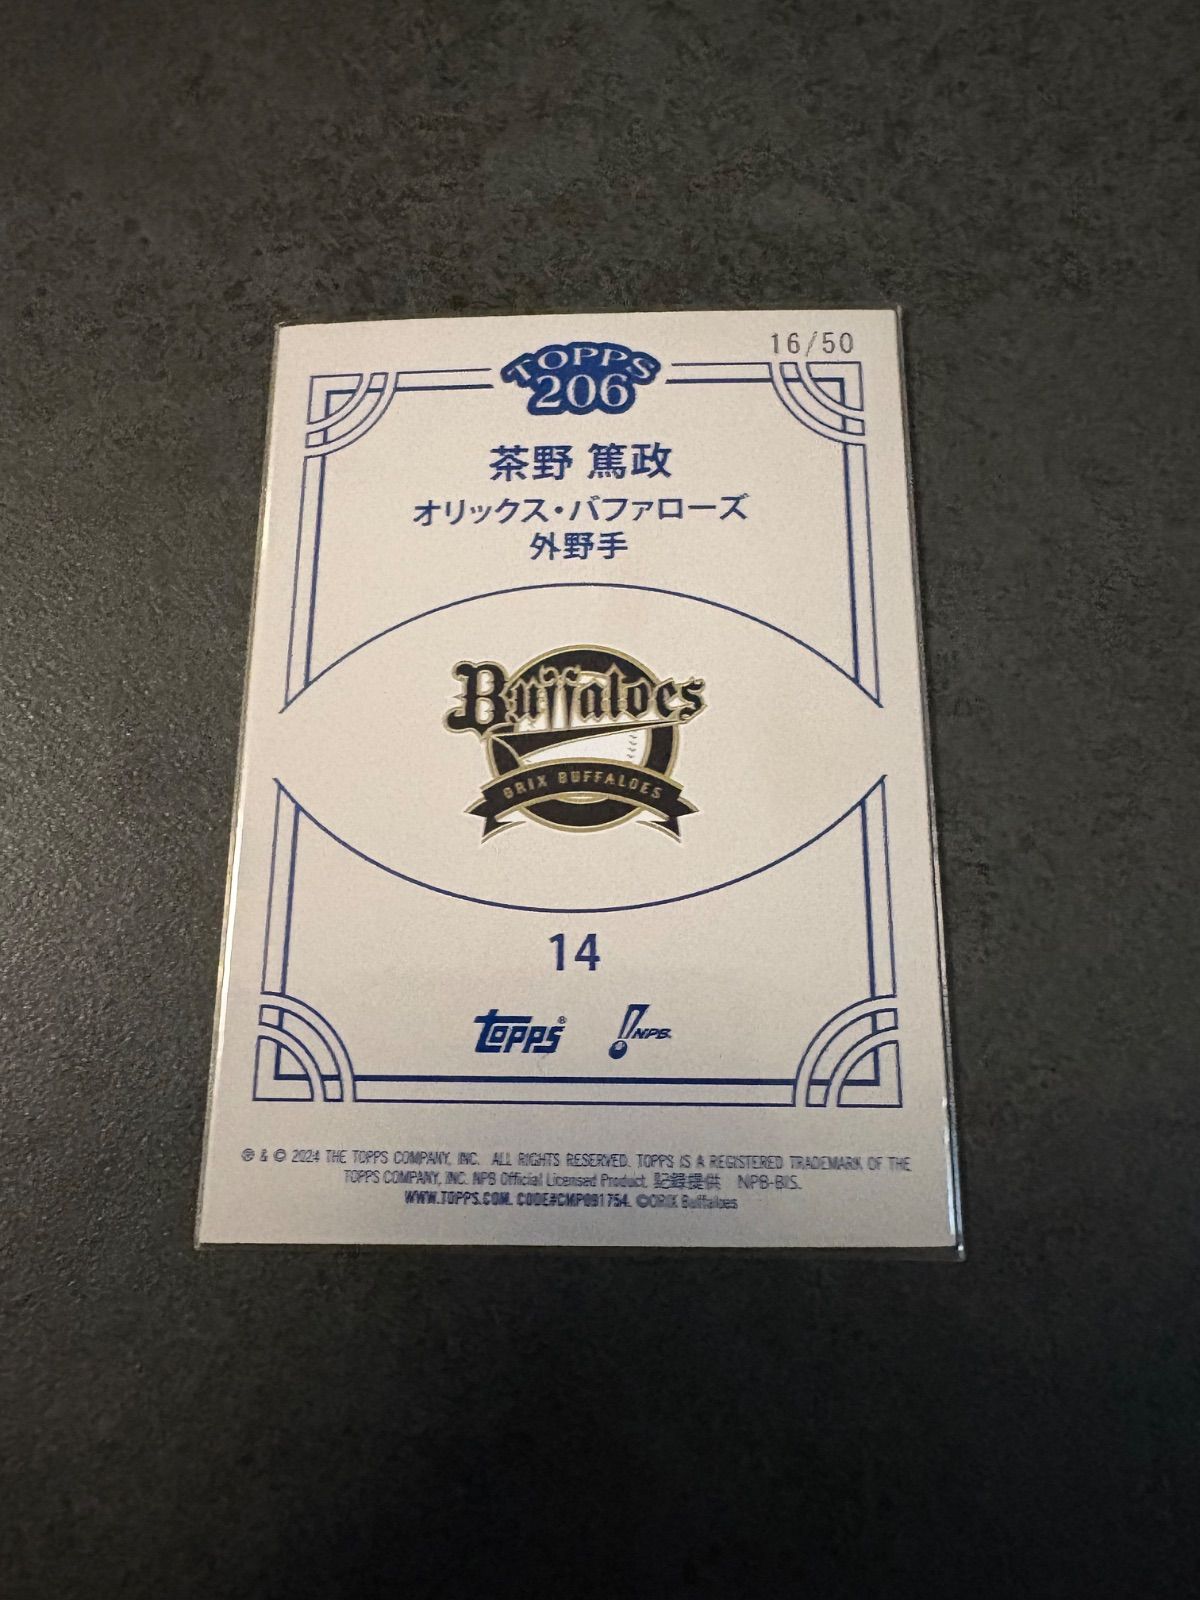 16/50
TOPPS
206
茶野 篤政
オリックス・バファローズ
外野手
Buffaloes
ORIX BUFFALOES
14
topps®
NPB
® & © 2024 THE TOPPS COMPANY, INC. ALL RIGHTS RESERVED. TOPPS IS A REGISTERED TRADEMARK OF THE
TOPPS COMPANY, INC. NPB Official Licensed Product. 記録提供 NPB-BIS.
WWW.TOPPS.COM. CODE#CMP091754. ©ORIX Buffaloes